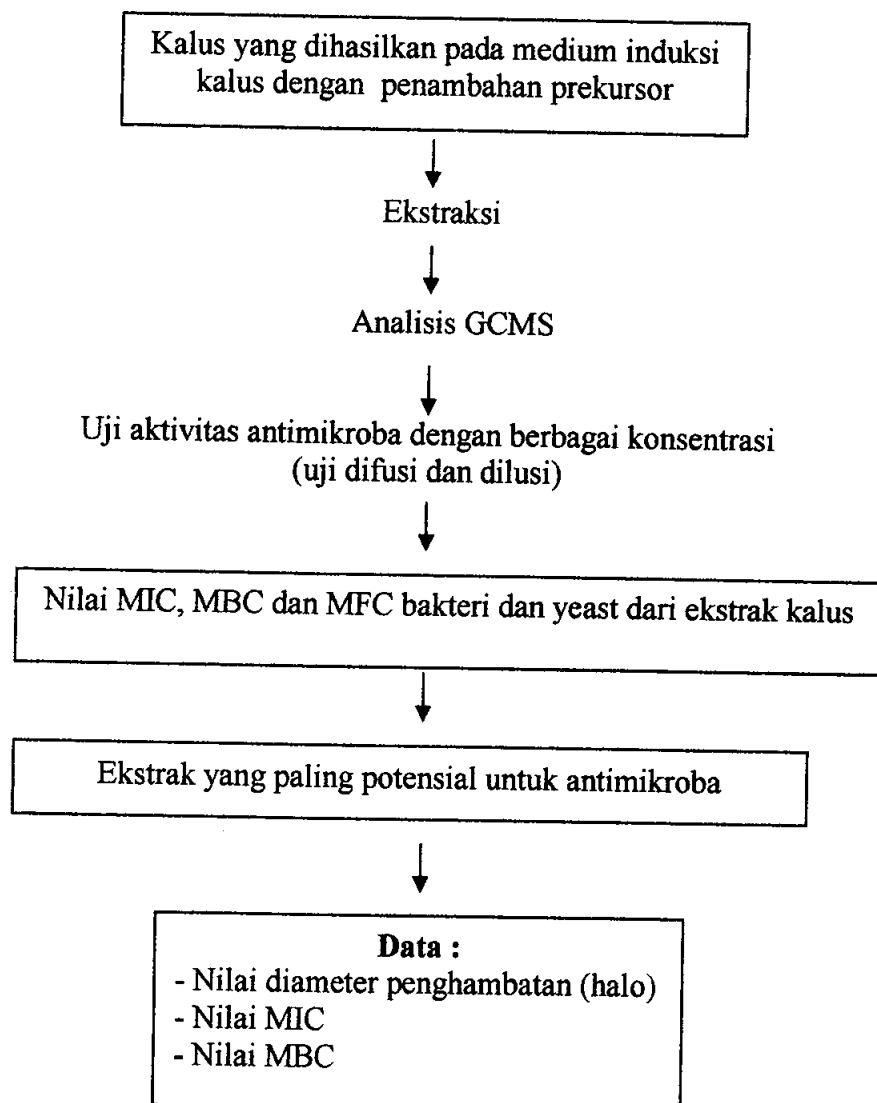 Kalus yang dihasilkan pada medium induksi
kalus dengan penambahan prekursor
Ekstraksi
Analisis GCMS
Uji aktivitas antimikroba dengan berbagai konsentrasi
(uji difusi dan dilusi)
Nilai MIC, MBC dan MFC bakteri dan yeast dari ekstrak kalus
Ekstrak yang paling potensial untuk antimikroba
Data :
- Nilai diameter penghambatan (halo)
- Nilai MIC
- Nilai MBC